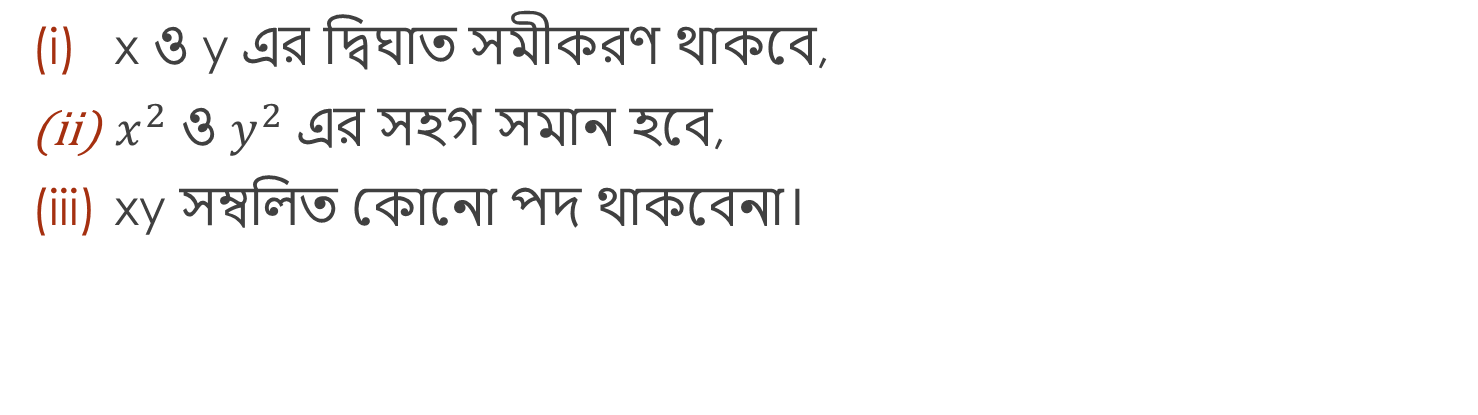 (i) x ও y এর দ্বিঘাত সমীকরণ থাকবে,
(ii) x² ও y² এর সহগ সমান হবে,
(iii) xy সম্বলিত কোনো পদ থাকবেনা।